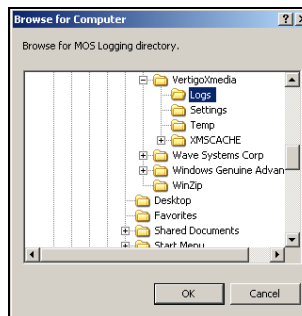 Browse for Computer
Browse for MOS Logging directory.
VertigoXmedia
Logs
Settings
Temp
XMSCACHE
Wave Systems Corp
Windows Genuine Advan
WinZip
Desktop
Favorites
Shared Documents
Start Menu
OK
Cancel